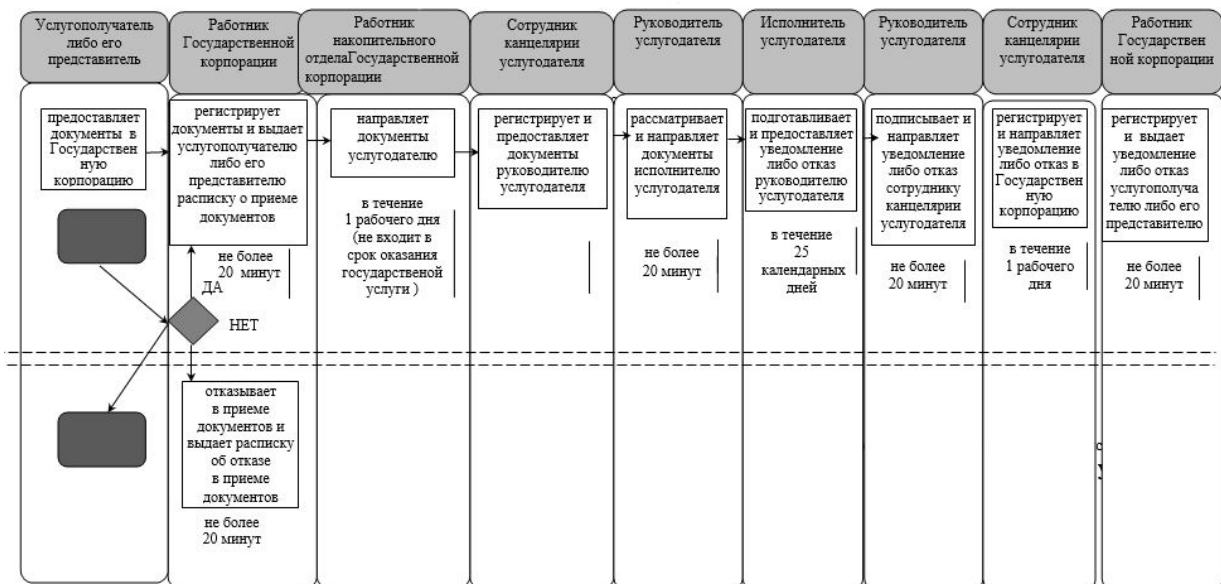 Услугополучатель
либо его
представитель
Работник
Государственной
корпорации
Работник
накопительного
отделаГосударственной
корпорации
Сотрудник
канцелярии
услугодателя
Руководитель
услугодателя
Исполнитель
услугодателя
Руководитель
услугодателя
Сотрудник
канцелярии
услугодателя
Работник
Государствен
ной корпорации
предоставляет
документы в
Государствен
ную
корпорацию
регистрирует
документы и выдает
услугополучателю
либо его
представителю
расписку о приеме
документов
не более
20 минут
направляет
документы
услугодателю
в течение
1 рабочего дня
(не входит в
срок оказания
государственой
услуги )
регистрирует и
предоставляет
документы
руководителю
услугодателя
рассматривает
и направляет
документы
исполнителю
услугодателя
не более
20 минут
подготавливает
и предоставляет
уведомление
либо отказ
руководителю
услугодателя
в течение
25
календарных
дней
подписывает и
направляет
уведомление
либо отказ
сотруднику
канцелярии
услугодателя
не более
20 минут
регистрирует
и направляет
уведомление
либо отказ в
Государствен
ную
корпорацию
в течение
1 рабочего
дня
регистрирует
и выдает
уведомление
либо отказ
услугополуча
телю либо его
представителю
не более
20 минут
ДА
НЕТ
отказывает
в приеме
документов и
выдает расписку
об отказе
в приеме
документов
не более
20 минут